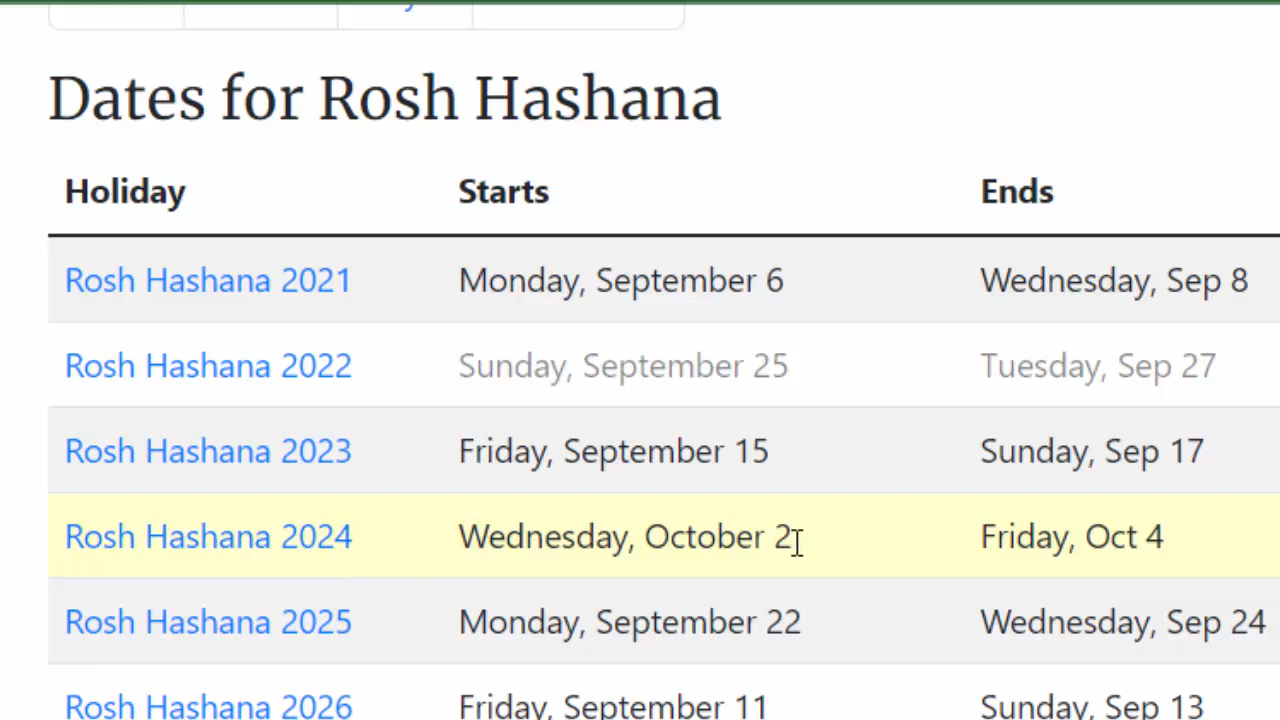 Dates for Rosh Hashana
Holiday Starts Ends
Rosh Hashana 2021 Monday, September 6 Wednesday, Sep 8
Rosh Hashana 2022 Sunday, September 25 Tuesday, Sep 27
Rosh Hashana 2023 Friday, September 15 Sunday, Sep 17
Rosh Hashana 2024 Wednesday, October 2 Friday, Oct 4
Rosh Hashana 2025 Monday, September 22 Wednesday, Sep 24
Rosh Hashana 2026 Friday, September 11 Sunday, Sep 13